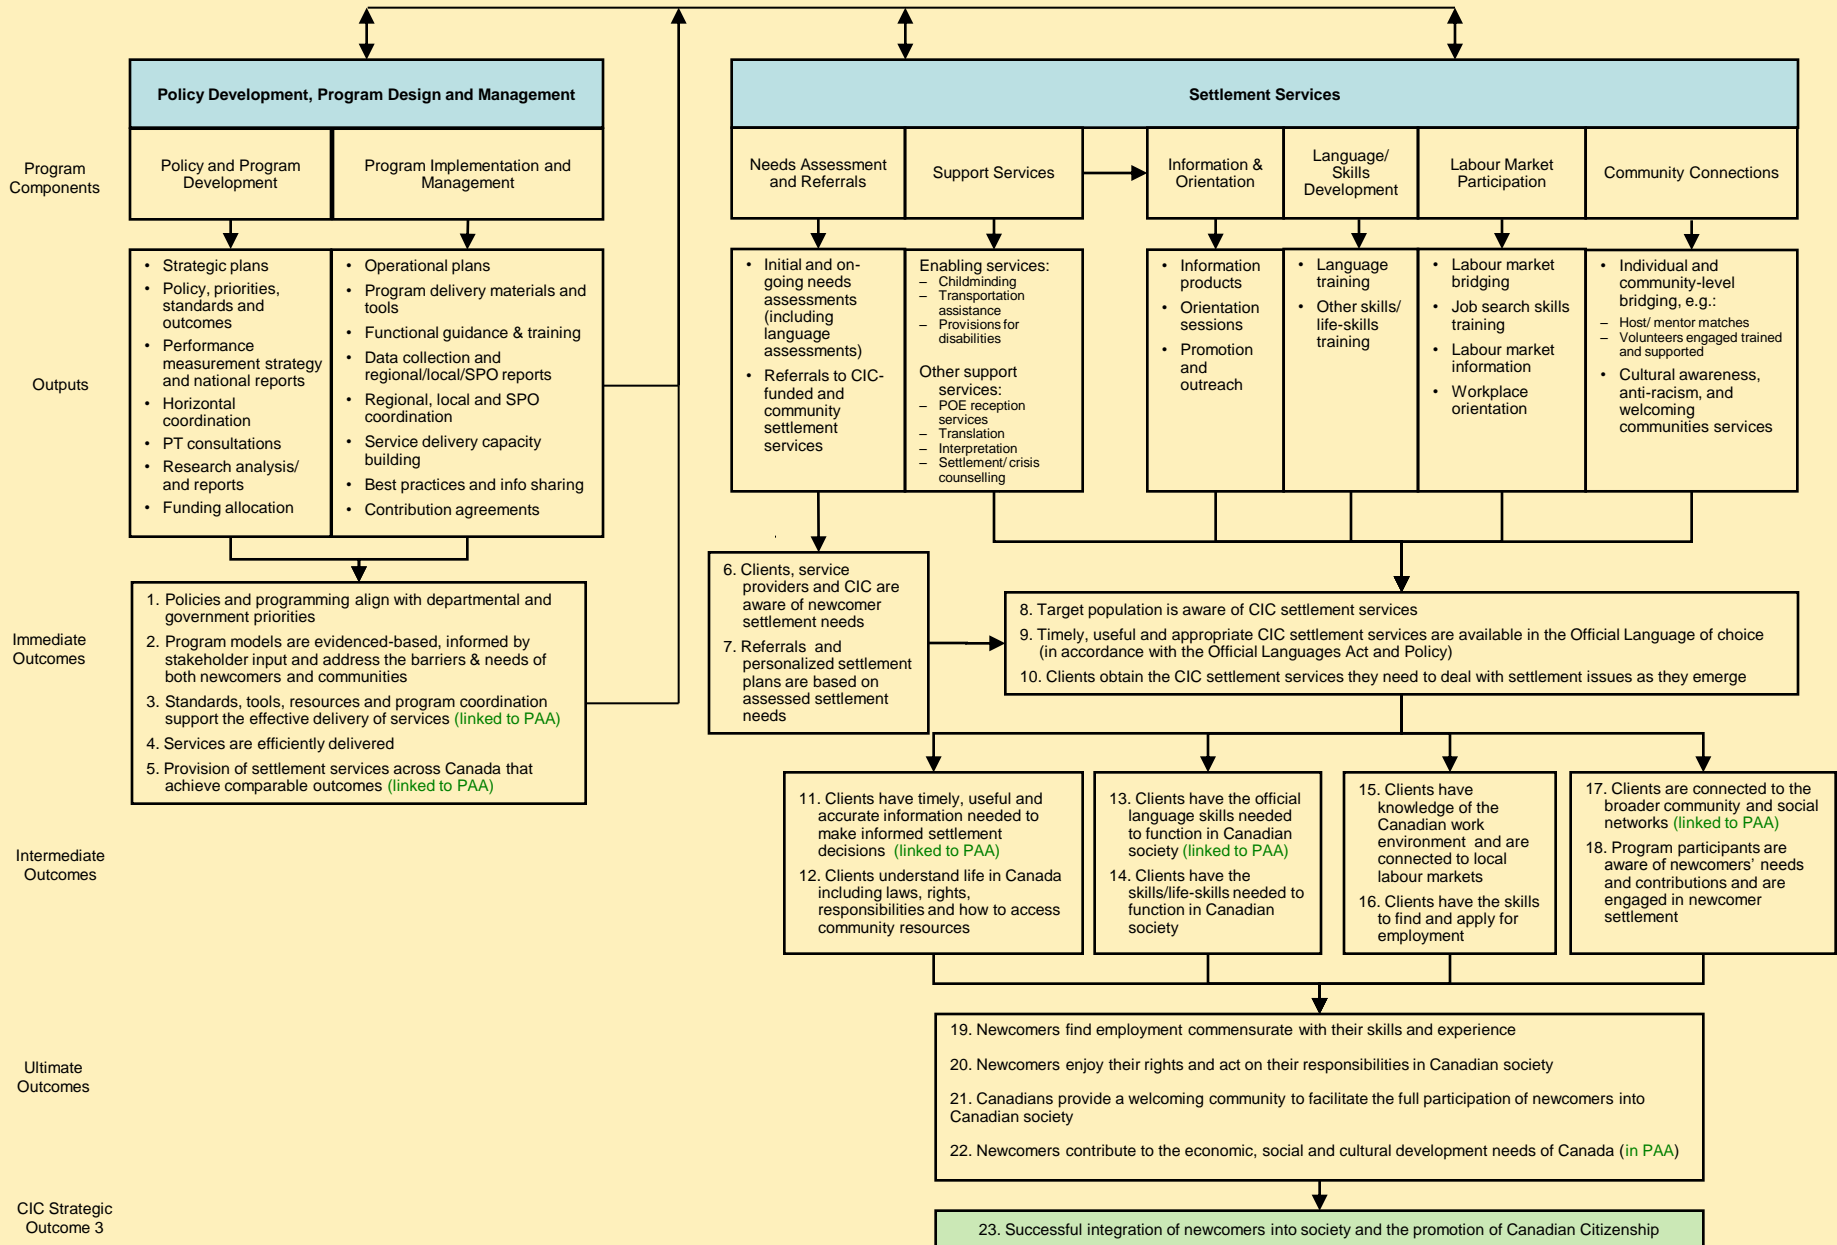 Policy Development, Program Design and Management
Settlement Services
Program
Components
Policy and Program
Development
Program Implementation and
Management
Needs Assessment
and Referrals
Support Services
Information &
Orientation
Language/
Skills
Development
Labour Market
Participation
Community Connections
Outputs
• Strategic plans
• Policy, priorities,
standards and
outcomes
• Performance
measurement strategy
and national reports
• Horizontal
coordination
• PT consultations
• Research analysis/
and reports
• Funding allocation
• Operational plans
• Program delivery materials and
tools
• Functional guidance & training
• Data collection and
regional/local/SPO reports
• Regional, local and SPO
coordination
• Service delivery capacity
building
• Best practices and info sharing
• Contribution agreements
• Initial and on-
going needs
assessments
(including
language
assessments)
• Referrals to CIC-
funded and
community
settlement
services
Enabling services:
– Childminding
– Transportation
assistance
– Provisions for
disabilities
Other support
services:
– POE reception
services
– Translation
– Interpretation
– Settlement/ crisis
counselling
• Information
products
• Orientation
sessions
• Promotion
and
outreach
• Language
training
• Other skills/
life-skills
training
• Labour market
bridging
• Job search skills
training
• Labour market
information
• Workplace
orientation
• Individual and
community-level
bridging, e.g.:
– Host/ mentor matches
– Volunteers engaged trained
and supported
• Cultural awareness,
anti-racism, and
welcoming
communities services
Immediate
Outcomes
1. Policies and programming align with departmental and
government priorities
2. Program models are evidenced-based, informed by
stakeholder input and address the barriers & needs of
both newcomers and communities
3. Standards, tools, resources and program coordination
support the effective delivery of services (linked to PAA)
4. Services are efficiently delivered
5. Provision of settlement services across Canada that
achieve comparable outcomes (linked to PAA)
6. Clients, service
providers and CIC are
aware of newcomer
settlement needs
7. Referrals and
personalized settlement
plans are based on
assessed settlement
needs
8. Target population is aware of CIC settlement services
9. Timely, useful and appropriate CIC settlement services are available in the Official Language of choice
(in accordance with the Official Languages Act and Policy)
10. Clients obtain the CIC settlement services they need to deal with settlement issues as they emerge
Intermediate
Outcomes
11. Clients have timely, useful and
accurate information needed to
make informed settlement
decisions (linked to PAA)
12. Clients understand life in Canada
including laws, rights,
responsibilities and how to access
community resources
13. Clients have the official
language skills needed
to function in Canadian
society (linked to PAA)
14. Clients have the
skills/life-skills needed to
function in Canadian
society
15. Clients have
knowledge of the
Canadian work
environment and are
connected to local
labour markets
16. Clients have the skills
to find and apply for
employment
17. Clients are connected to the
broader community and social
networks (linked to PAA)
18. Program participants are
aware of newcomers' needs
and contributions and are
engaged in newcomer
settlement
Ultimate
Outcomes
19. Newcomers find employment commensurate with their skills and experience
20. Newcomers enjoy their rights and act on their responsibilities in Canadian society
21. Canadians provide a welcoming community to facilitate the full participation of newcomers into
Canadian society
22. Newcomers contribute to the economic, social and cultural development needs of Canada (in PAA)
CIC Strategic
Outcome 3
23. Successful integration of newcomers into society and the promotion of Canadian Citizenship